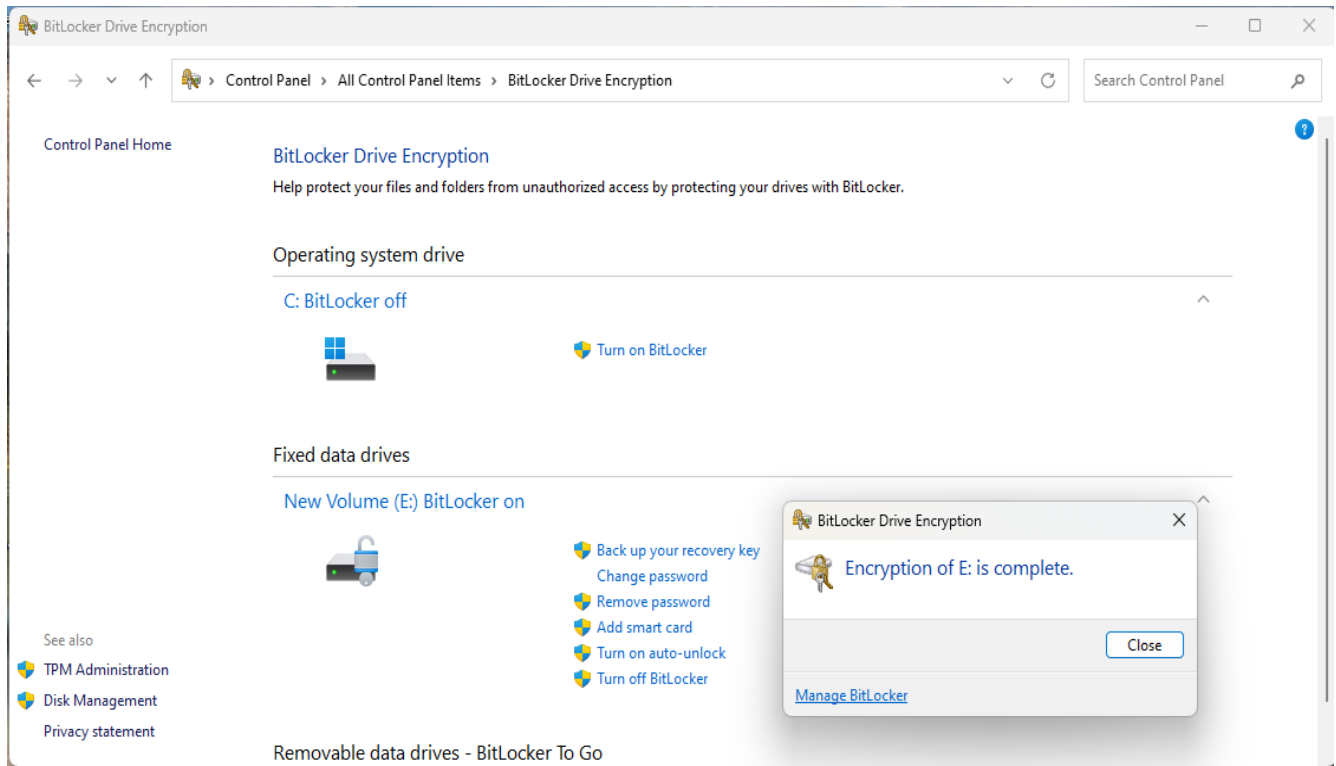 BitLocker Drive Encryption
Control Panel > All Control Panel Items > BitLocker Drive Encryption
Search Control Panel
Control Panel Home
BitLocker Drive Encryption
Help protect your files and folders from unauthorized access by protecting your drives with BitLocker.
Operating system drive
C: BitLocker off
Turn on BitLocker
Fixed data drives
New Volume (E:) BitLocker on
Back up your recovery key
Change password
Remove password
Add smart card
Turn on auto-unlock
Turn off BitLocker
BitLocker Drive Encryption
Encryption of E: is complete.
Close
Manage BitLocker
See also
TPM Administration
Disk Management
Privacy statement
Removable data drives - BitLocker To Go